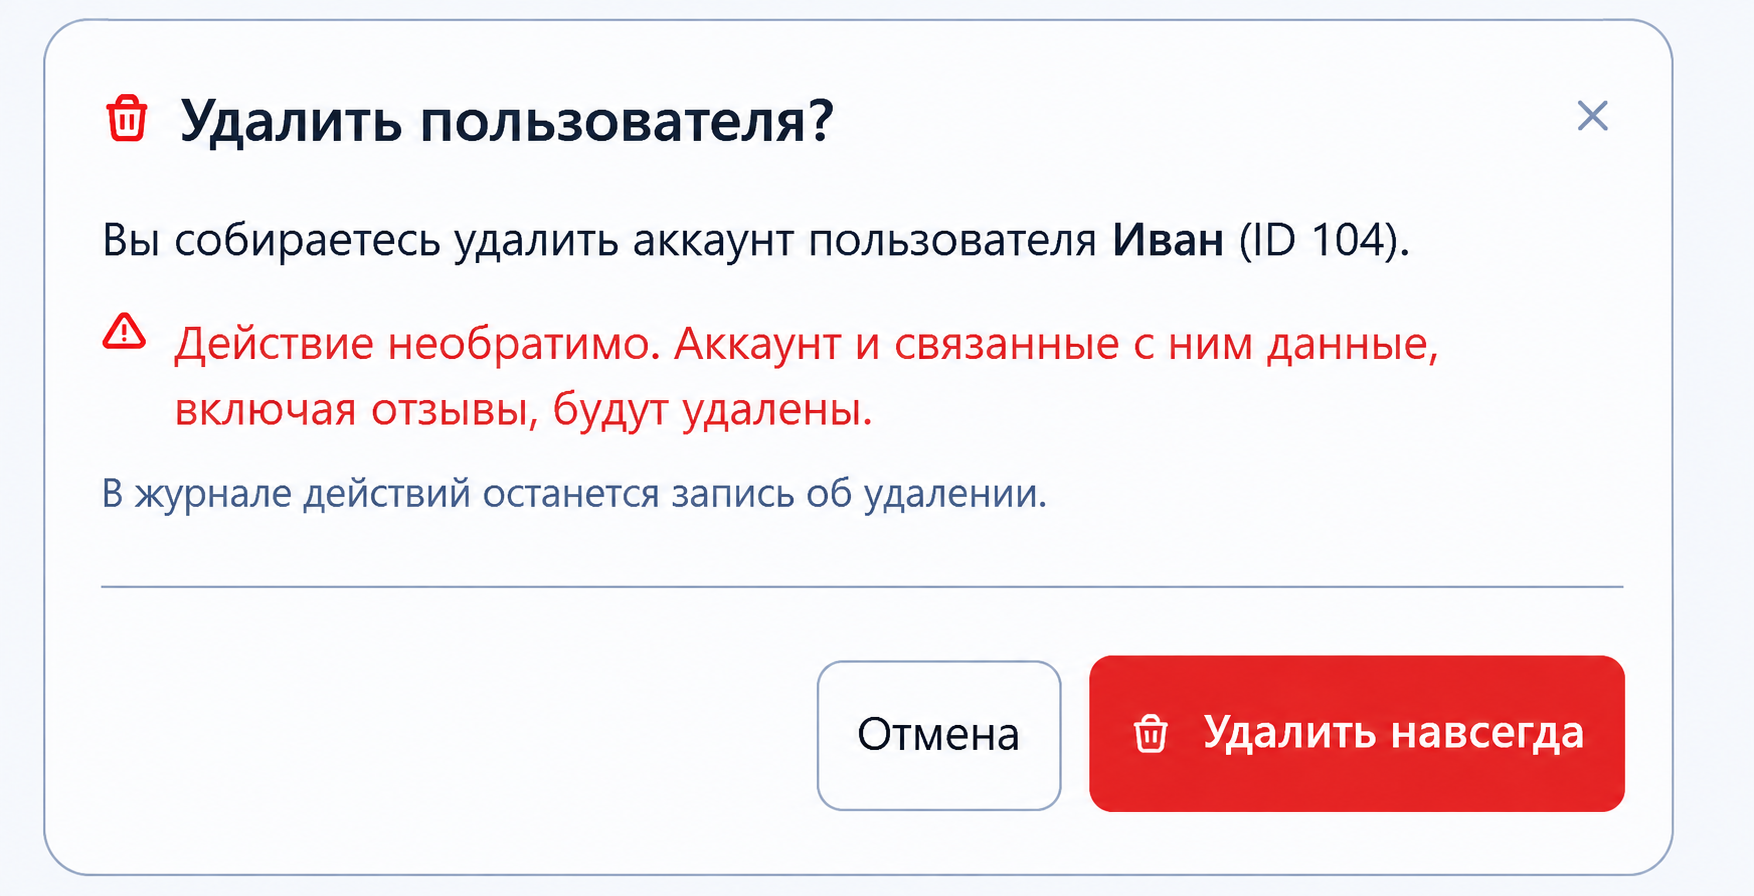 Удалить пользователя?
Вы собираетесь удалить аккаунт пользователя Иван (ID 104).
Действие необратимо. Аккаунт и связанные с ним данные,
включая отзывы, будут удалены.
В журнале действий останется запись об удалении.
Отмена
Удалить навсегда